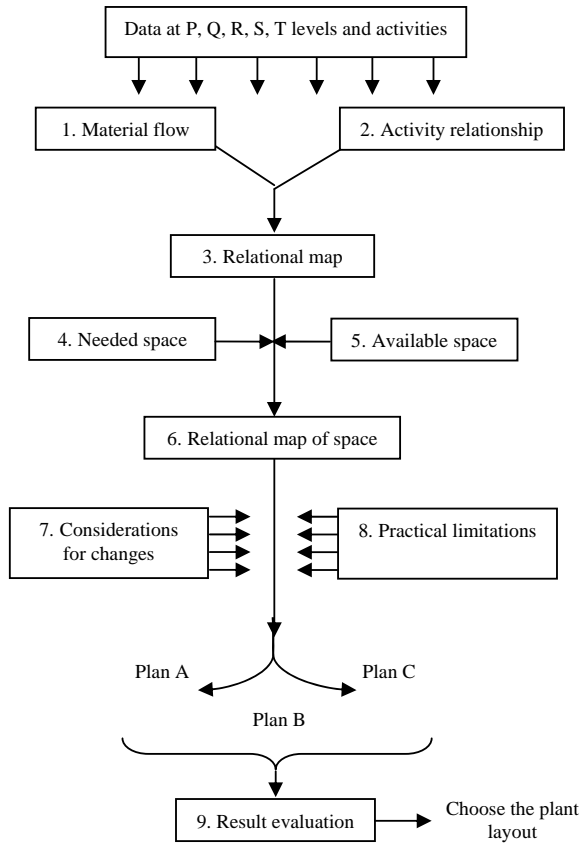 Data at P, Q, R, S, T levels and activities
1. Material flow
2. Activity relationship
3. Relational map
4. Needed space
5. Available space
6. Relational map of space
7. Considerations
for changes
8. Practical limitations
Plan A
Plan C
Plan B
9. Result evaluation
Choose the plant
layout